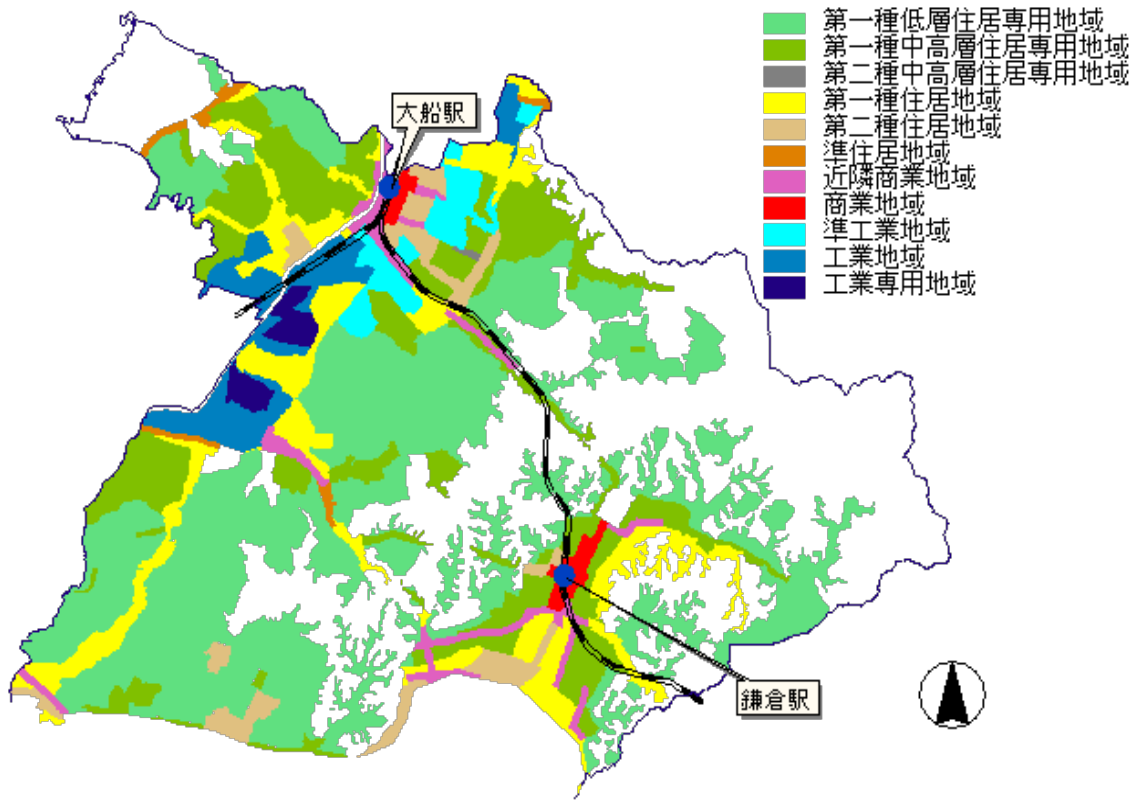 第一種低層住居専用地域
第一種中高層住居専用地域
第二種中高層住居専用地域
第一種住居地域
第二種住居地域
準住居地域
近隣商業地域
商業地域
準工業地域
工業地域
工業専用地域
大船駅
鎌倉駅